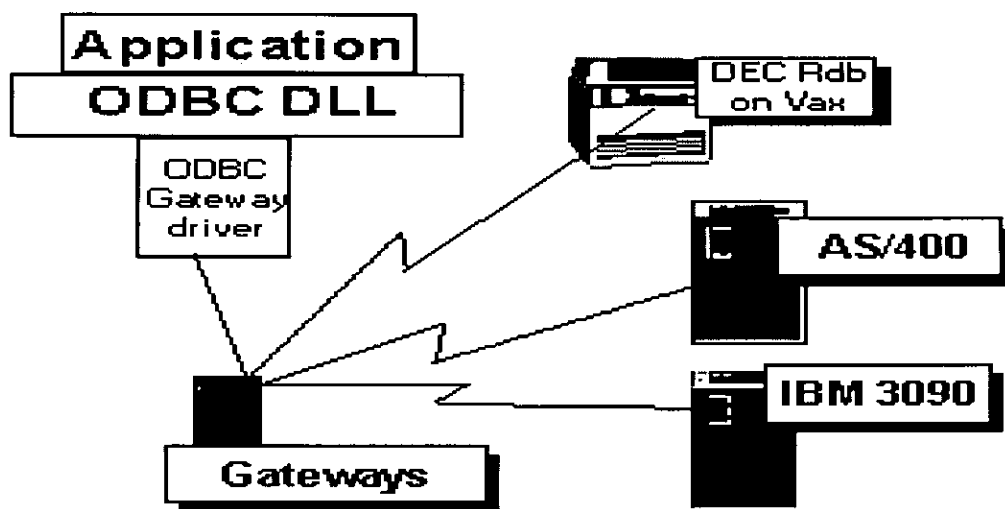 Application
ODBC DLL
ODBC
Gateway
driver
DEC Rdb
on Vax
AS/400
IBM 3090
Gateways